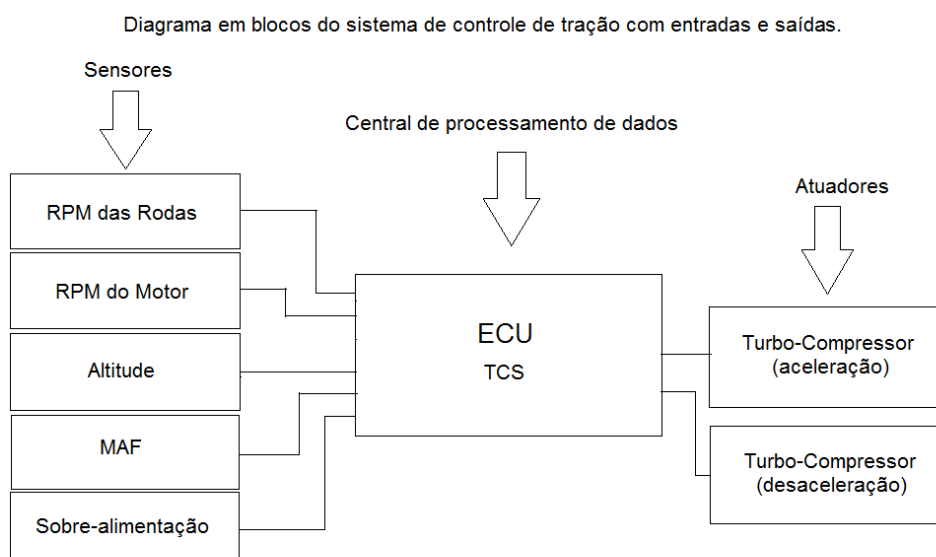 Diagrama em blocos do sistema de controle de tração com entradas e saídas.
Sensores
Central de processamento de dados
Atuadores
RPM das Rodas
RPM do Motor
Altitude
MAF
Sobre-alimentação
ECU
TCS
Turbo-Compressor
(aceleração)
Turbo-Compressor
(desaceleração)